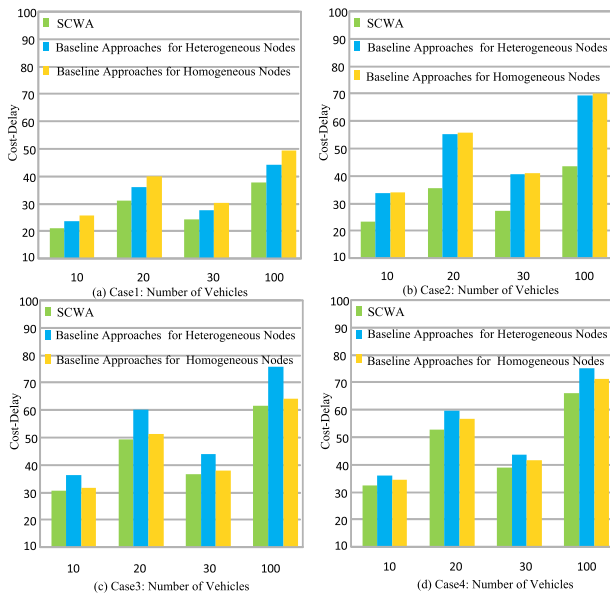 100
90
80
70
60
50
40
30
20
10
Cost-Delay
SCWA
Baseline Approaches for Heterogeneous Nodes
Baseline Approaches for Homogeneous Nodes
10 20 30 100
(a) Case1: Number of Vehicles
100
90
80
70
60
50
40
30
20
10
Cost-Delay
SCWA
Baseline Approaches for Heterogeneous Nodes
Baseline Approaches for Homogeneous Nodes
10 20 30 100
(b) Case2: Number of Vehicles
100
90
80
70
60
50
40
30
20
10
Cost-Delay
SCWA
Baseline Approaches for Heterogeneous Nodes
Baseline Approaches for Homogeneous Nodes
10 20 30 100
(c) Case3: Number of Vehicles
100
90
80
70
60
50
40
30
20
10
Cost-Delay
SCWA
Baseline Approaches for Heterogeneous Nodes
Baseline Approaches for Homogeneous Nodes
10 20 30 100
(d) Case4: Number of Vehicles